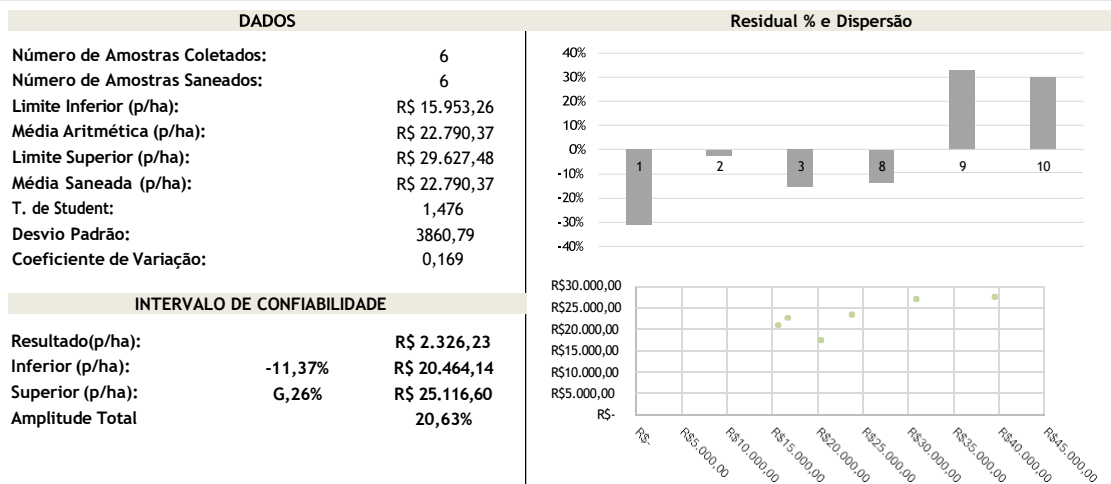 DADOS
Número de Amostras Coletados: 6
Número de Amostras Saneados: 6
Limite Inferior (p/ha): R$ 15.953,26
Média Aritmética (p/ha): R$ 22.790,37
Limite Superior (p/ha): R$ 29.627,48
Média Saneada (p/ha): R$ 22.790,37
T. de Student: 1,476
Desvio Padrão: 3860,79
Coeficiente de Variação: 0,169
INTERVALO DE CONFIABILIDADE
Resultado(p/ha): R$ 2.326,23
Inferior (p/ha): -11,37% R$ 20.464,14
Superior (p/ha): G,26% R$ 25.116,60
Amplitude Total 20,63%
Residual % e Dispersão
40%
30%
20%
10%
0%
-10%
-20%
-30%
-40%
1 2 3 8 9 10
R$30.000,00
R$25.000,00
R$20.000,00
R$15.000,00
R$10.000,00
R$5.000,00
R$-
R$- R$5.000,00 R$10.000,00 R$15.000,00 R$20.000,00 R$25.000,00 R$30.000,00 R$35.000,00 R$40.000,00 R$45.000,00